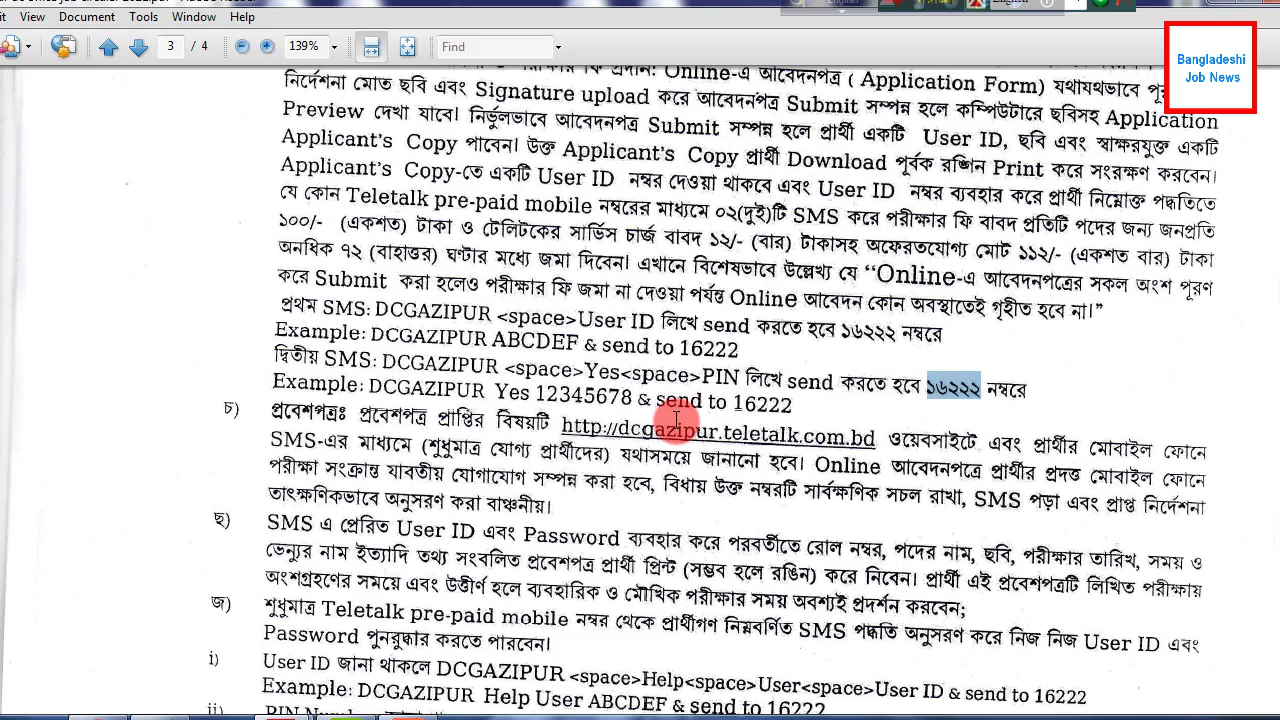 it View Document Tools Window Help
3 / 4 139% Find
Bangladeshi
Job News
প্রদান: Online-এ আবেদনপত্র ( Application Form) যথাযথভাবে
নির্দেশনা মোত ছবি এবং Signature upload করে আবেদনপত্র Submit সম্পন্ন হলে কম্পিউটারে ছবিসহ Application
Preview দেখা যাবে। নির্ভুলভাবে আবেদনপত্র Submit সম্পন্ন হলে প্রার্থী একটি User ID, ছবি এবং স্বাক্ষরযুক্ত একটি
Applicant's Copy পাবেন। উক্ত Applicant's Copy প্রার্থী Download পূর্বক রঙিন Print করে সংরক্ষণ করবেন।
Applicant's Copy-তে একটি User ID নম্বর দেওয়া থাকবে এবং User ID নম্বর ব্যবহার করে প্রার্থী নিম্নোক্ত পদ্ধতিতে
যে কোন Teletalk pre-paid mobile নম্বরের মাধ্যমে ০২(দুই)টি SMS করে পরীক্ষার ফি বাবদ প্রতিটি পদের জন্য জনপ্রতি
১০০/- (একশত) টাকা ও টেলিটকের সার্ভিস চার্জ বাবদ ১২/- (বার) টাকাসহ অফেরতযোগ্য মোট ১১২/- (একশত বার) টাকা
অনধিক ৭২ (বাহাত্তর) ঘণ্টার মধ্যে জমা দিবেন। এখানে বিশেষভাবে উল্লেখ্য যে "Online-এ আবেদনপত্রের সকল অংশ পূরণ
করে Submit করা হলেও পরীক্ষার ফি জমা না দেওয়া পর্যন্ত Online আবেদন কোন অবস্থাতেই গৃহীত হবে না।"
প্রথম SMS: DCGAZIPUR <space>User ID লিখে send করতে হবে ১৬২২২ নম্বরে
Example: DCGAZIPUR ABCDEF & send to 16222
দ্বিতীয় SMS: DCGAZIPUR <space>Yes<space>PIN লিখে send করতে হবে ১৬২২২ নম্বরে
Example: DCGAZIPUR Yes 12345678 & send to 16222
চ) প্রবেশপত্রঃ প্রবেশপত্র প্রাপ্তির বিষয়টি http://dcgazipur.teletalk.com.bd ওয়েবসাইটে এবং প্রার্থীর মোবাইল ফোনে
SMS-এর মাধ্যমে (শুধুমাত্র যোগ্য প্রার্থীদের) যথাসময়ে জানানো হবে। Online আবেদনপত্রে প্রার্থীর প্রদত্ত মোবাইল ফোনে
পরীক্ষা সংক্রান্ত যাবতীয় যোগাযোগ সম্পন্ন করা হবে, বিধায় উক্ত নম্বরটি সার্বক্ষণিক সচল রাখা, SMS পড়া এবং প্রাপ্ত নির্দেশনা
তাৎক্ষণিকভাবে অনুসরণ করা বাঞ্চনীয়।
ছ) SMS এ প্রেরিত User ID এবং Password ব্যবহার করে পরবর্তীতে রোল নম্বর, পদের নাম, ছবি, পরীক্ষার তারিখ, সময় ও
ভেন্যুর নাম ইত্যাদি তথ্য সংবলিত প্রবেশপত্র প্রার্থী প্রিন্ট (সম্ভব হলে রঙিন) করে নিবেন। প্রার্থী এই প্রবেশপত্রটি লিখিত পরীক্ষায়
অংশগ্রহণের সময়ে এবং উত্তীর্ণ হলে ব্যবহারিক ও মৌখিক পরীক্ষার সময় অবশ্যই প্রদর্শন করবেন;
জ) শুধুমাত্র Teletalk pre-paid mobile নম্বর থেকে প্রার্থীগণ নিম্নবর্ণিত SMS পদ্ধতি অনুসরণ করে নিজ নিজ User ID এবং
Password পুনরুদ্ধার করতে পারবেন।
i) User ID জানা থাকলে DCGAZIPUR <space>Help<space>User<space>User ID & send to 16222
Example: DCGAZIPUR Help User ABCDEF & send to 16222
ii) PIN Number